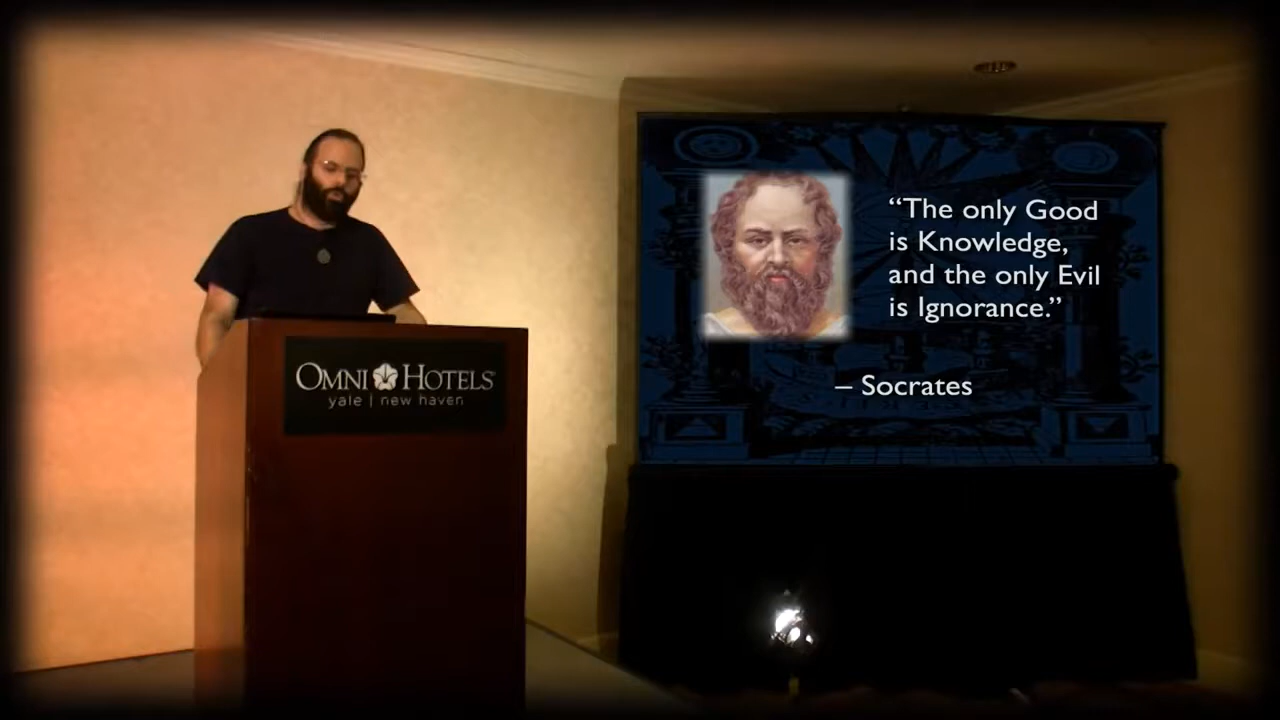 OMNI HOTELS
yale | new haven
“The only Good
is Knowledge,
and the only Evil
is Ignorance.”
– Socrates